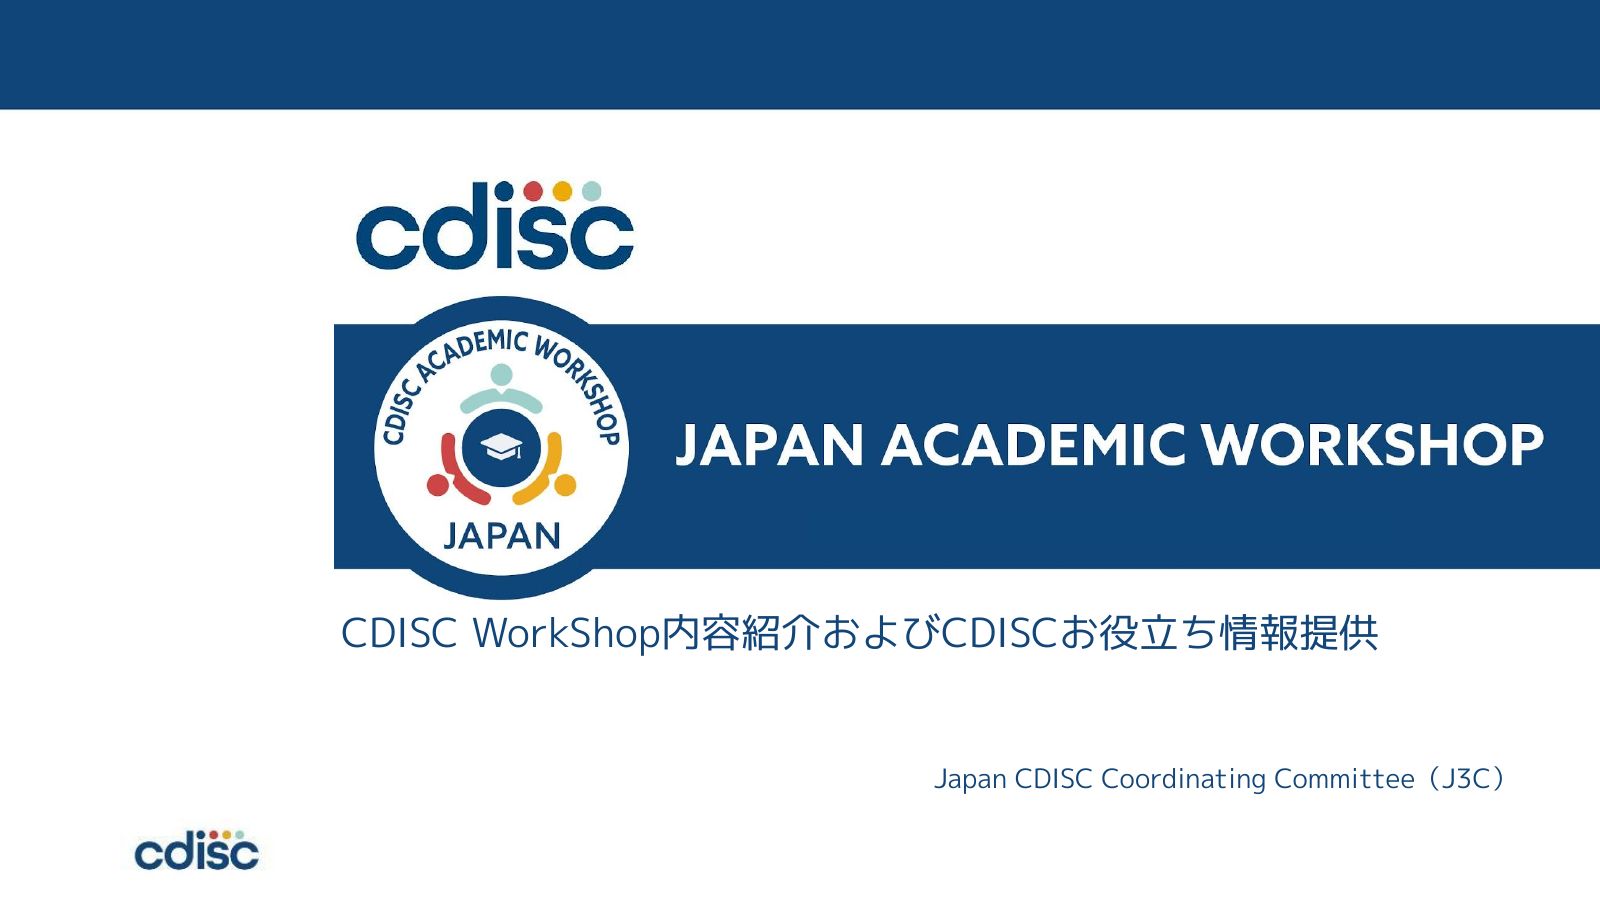 cdisc
CDISC ACADEMIC WORKSHOP
JAPAN
JAPAN ACADEMIC WORKSHOP
CDISC WorkShop内容紹介およびCDISCお役立ち情報提供
Japan CDISC Coordinating Committee（J3C）
cdisc